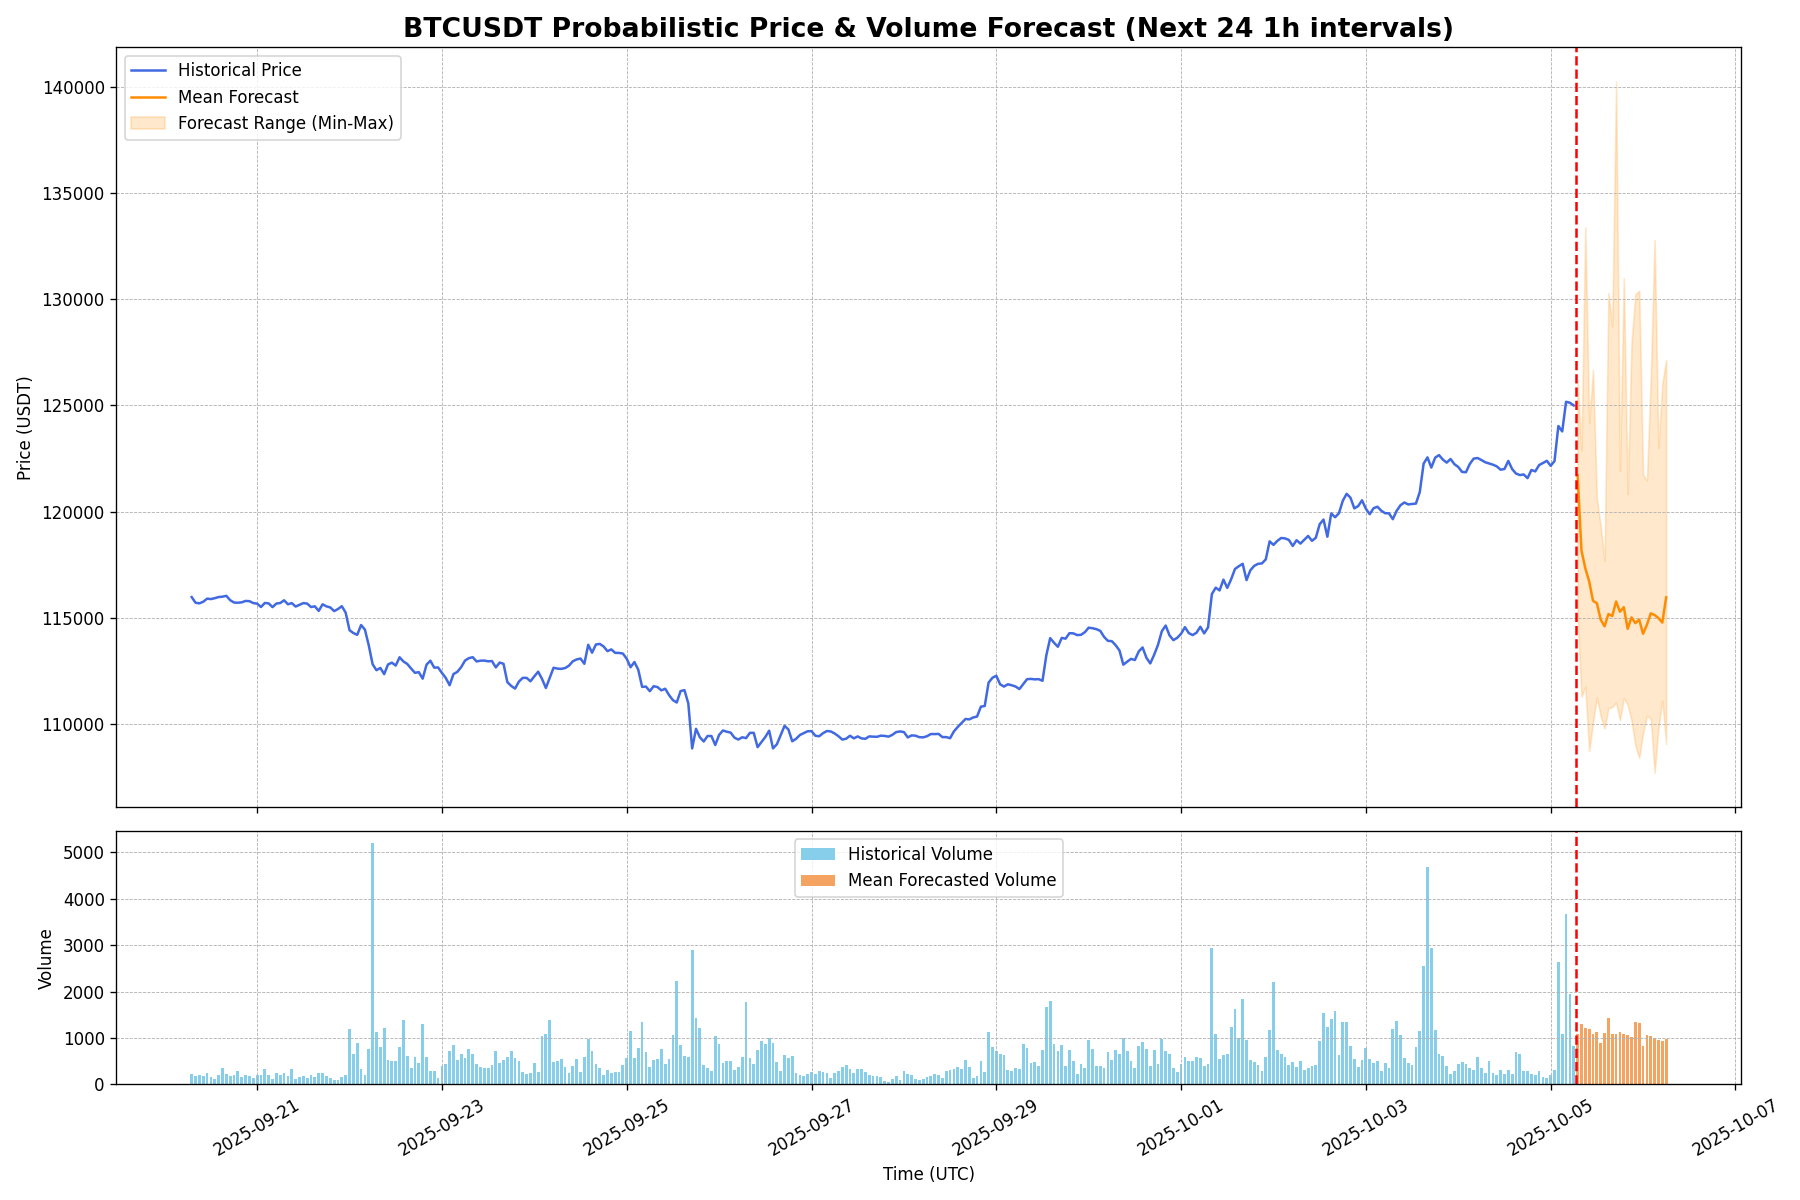 BTCUSDT Probabilistic Price & Volume Forecast (Next 24 1h intervals)
Historical Price
Mean Forecast
Forecast Range (Min-Max)
Price (USDT)
140000
135000
130000
125000
120000
115000
110000
Historical Volume
Mean Forecasted Volume
Volume
5000
4000
3000
2000
1000
0
2025-09-21
2025-09-23
2025-09-25
2025-09-27
2025-09-29
2025-10-01
2025-10-03
2025-10-05
2025-10-07
Time (UTC)